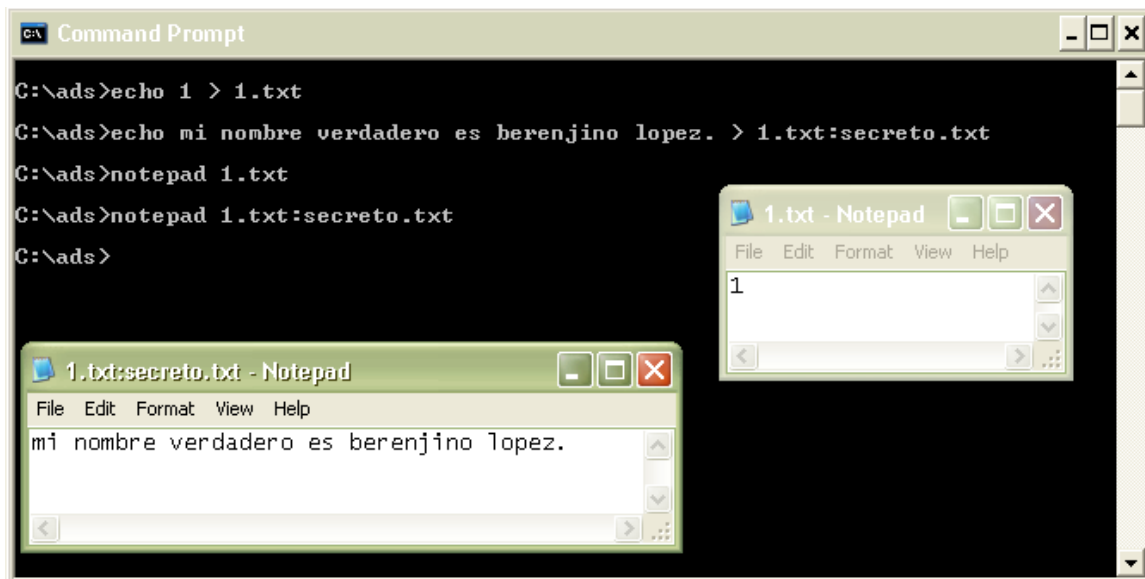 Command Prompt
C:\ads>echo 1 > 1.txt
C:\ads>echo mi nombre verdadero es berenjino lopez. > 1.txt:secreto.txt
C:\ads>notepad 1.txt
C:\ads>notepad 1.txt:secreto.txt
C:\ads>
1.txt - Notepad
File Edit Format View Help
1
1.txt:secreto.txt - Notepad
File Edit Format View Help
mi nombre verdadero es berenjino lopez.